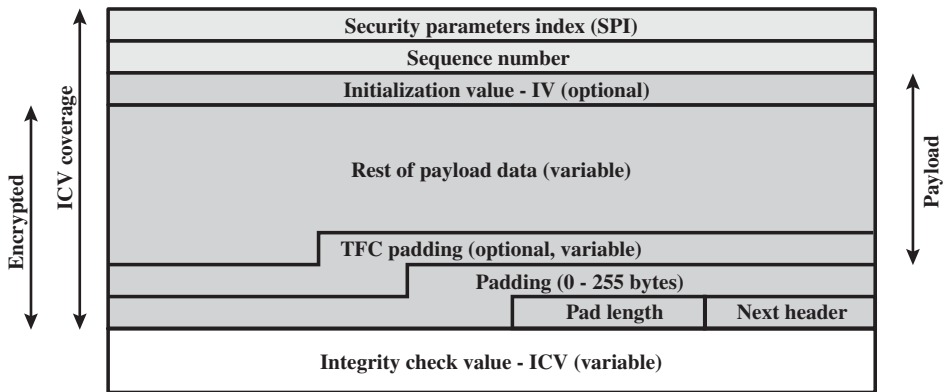 Security parameters index (SPI)
Sequence number
Initialization value - IV (optional)
Rest of payload data (variable)
TFC padding (optional, variable)
Padding (0 - 255 bytes)
Pad length
Next header
Integrity check value - ICV (variable)
Encrypted
ICV coverage
Payload